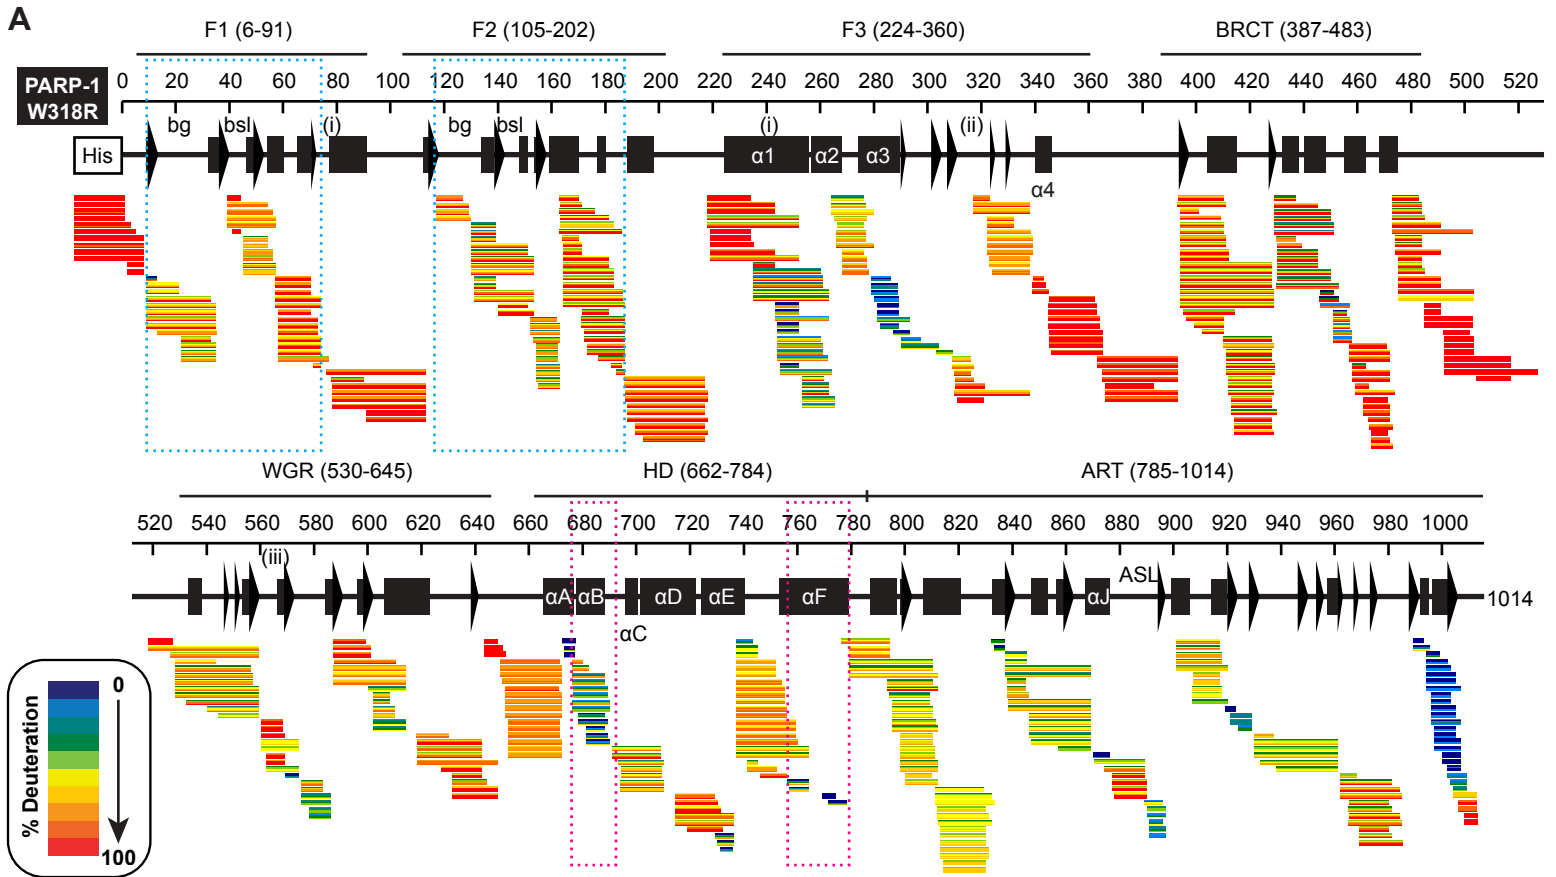 A
F1 (6-91) F2 (105-202) F3 (224-360) BRCT (387-483)
PARP-1
W318R
0 20 40 60 80 100 120 140 160 180 200 220 240 260 280 300 320 340 360 380 400 420 440 460 480 500 520
bg bsl (i) bg bsl (i) (ii)
His α1 α2 α3
α4
WGR (530-645) HD (662-784) ART (785-1014)
520 540 560 580 600 620 640 660 680 700 720 740 760 780 800 820 840 860 880 900 920 940 960 980 1000
(iii) ASL
αA αB αD αE αF αJ 1014
αC
% Deuteration
0
100